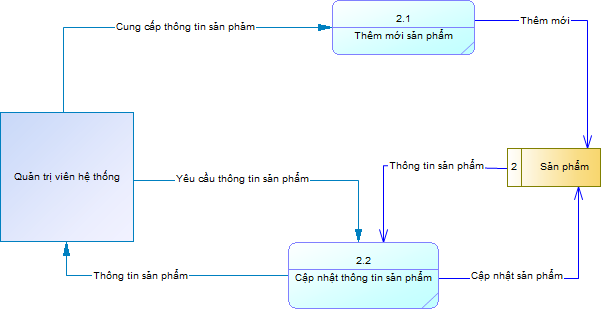 2.1
Cung cấp thông tin sản phẩm
Thêm mới
Thêm mới sản phẩm
Thông tin sản phẩm
2
Sản phẩm
Quản trị viên hệ thống
Yêu cầu thông tin sản phẩm
2.2
Thông tin sản phẩm
Cập nhật thông tin sản phẩm
Cập nhật sản phẩm